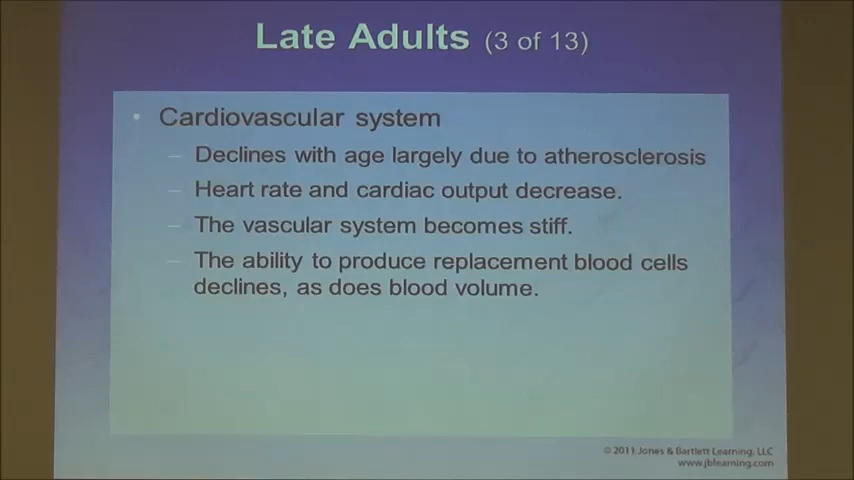 Late Adults (3 of 13)
• Cardiovascular system
– Declines with age largely due to atherosclerosis
– Heart rate and cardiac output decrease.
– The vascular system becomes stiff.
– The ability to produce replacement blood cells
declines, as does blood volume.
© 2011 Jones & Bartlett Learning, LLC
www.jblearning.com